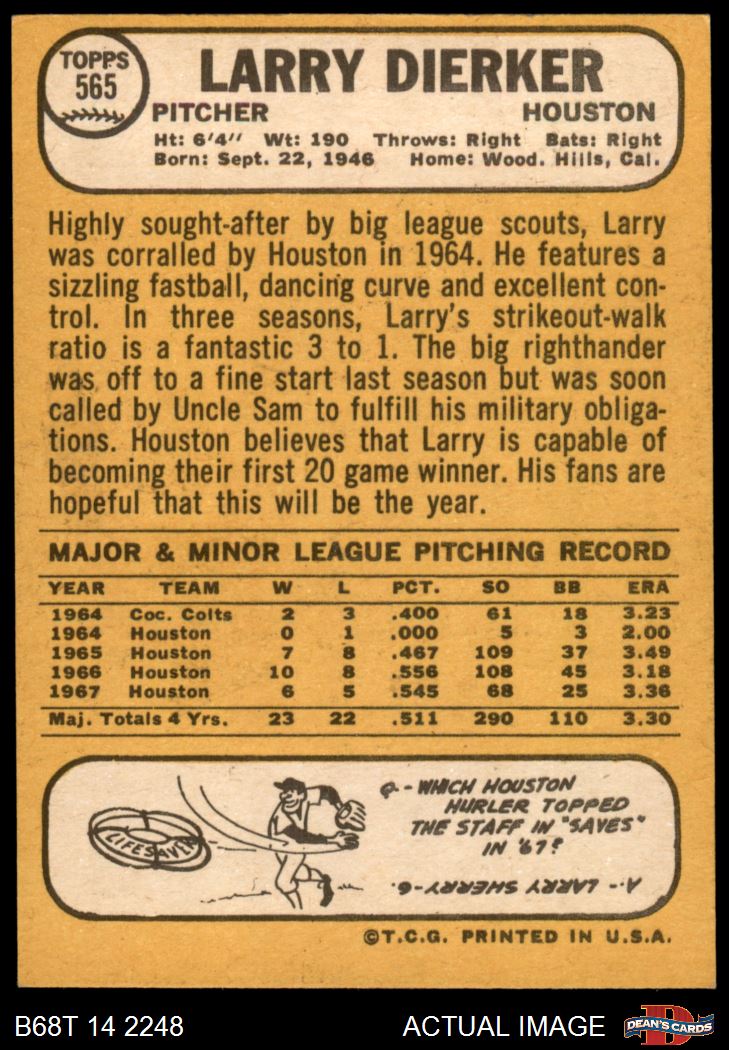 TOPPS
565
LARRY DIERKER
PITCHER HOUSTON
Ht: 6'4" Wt: 190 Throws: Right Bats: Right
Born: Sept. 22, 1946 Home: Wood. Hills, Cal.
Highly sought-after by big league scouts, Larry
was corralled by Houston in 1964. He features a
sizzling fastball, dancing curve and excellent con-
trol. In three seasons, Larry's strikeout-walk
ratio is a fantastic 3 to 1. The big righthander
was off to a fine start last season but was soon
called by Uncle Sam to fulfill his military obliga-
tions. Houston believes that Larry is capable of
becoming their first 20 game winner. His fans are
hopeful that this will be the year.
MAJOR & MINOR LEAGUE PITCHING RECORD
YEAR TEAM W L PCT. SO BB ERA
1964 Coc. Colts 2 3 .400 61 18 3.23
1964 Houston 0 1 .000 5 3 2.00
1965 Houston 7 8 .467 109 37 3.49
1966 Houston 10 8 .556 108 45 3.18
1967 Houston 6 5 .545 68 25 3.36
Maj. Totals 4 Yrs. 23 22 .511 290 110 3.30
LIFESAVER
Q-WHICH HOUSTON
HURLER TOPPED
THE STAFF IN "SAVES"
IN '67?
A-LARRY SHERRY-6.
©T.C.G. PRINTED IN U.S.A.
B68T 14 2248 ACTUAL IMAGE DEAN'S CARDS